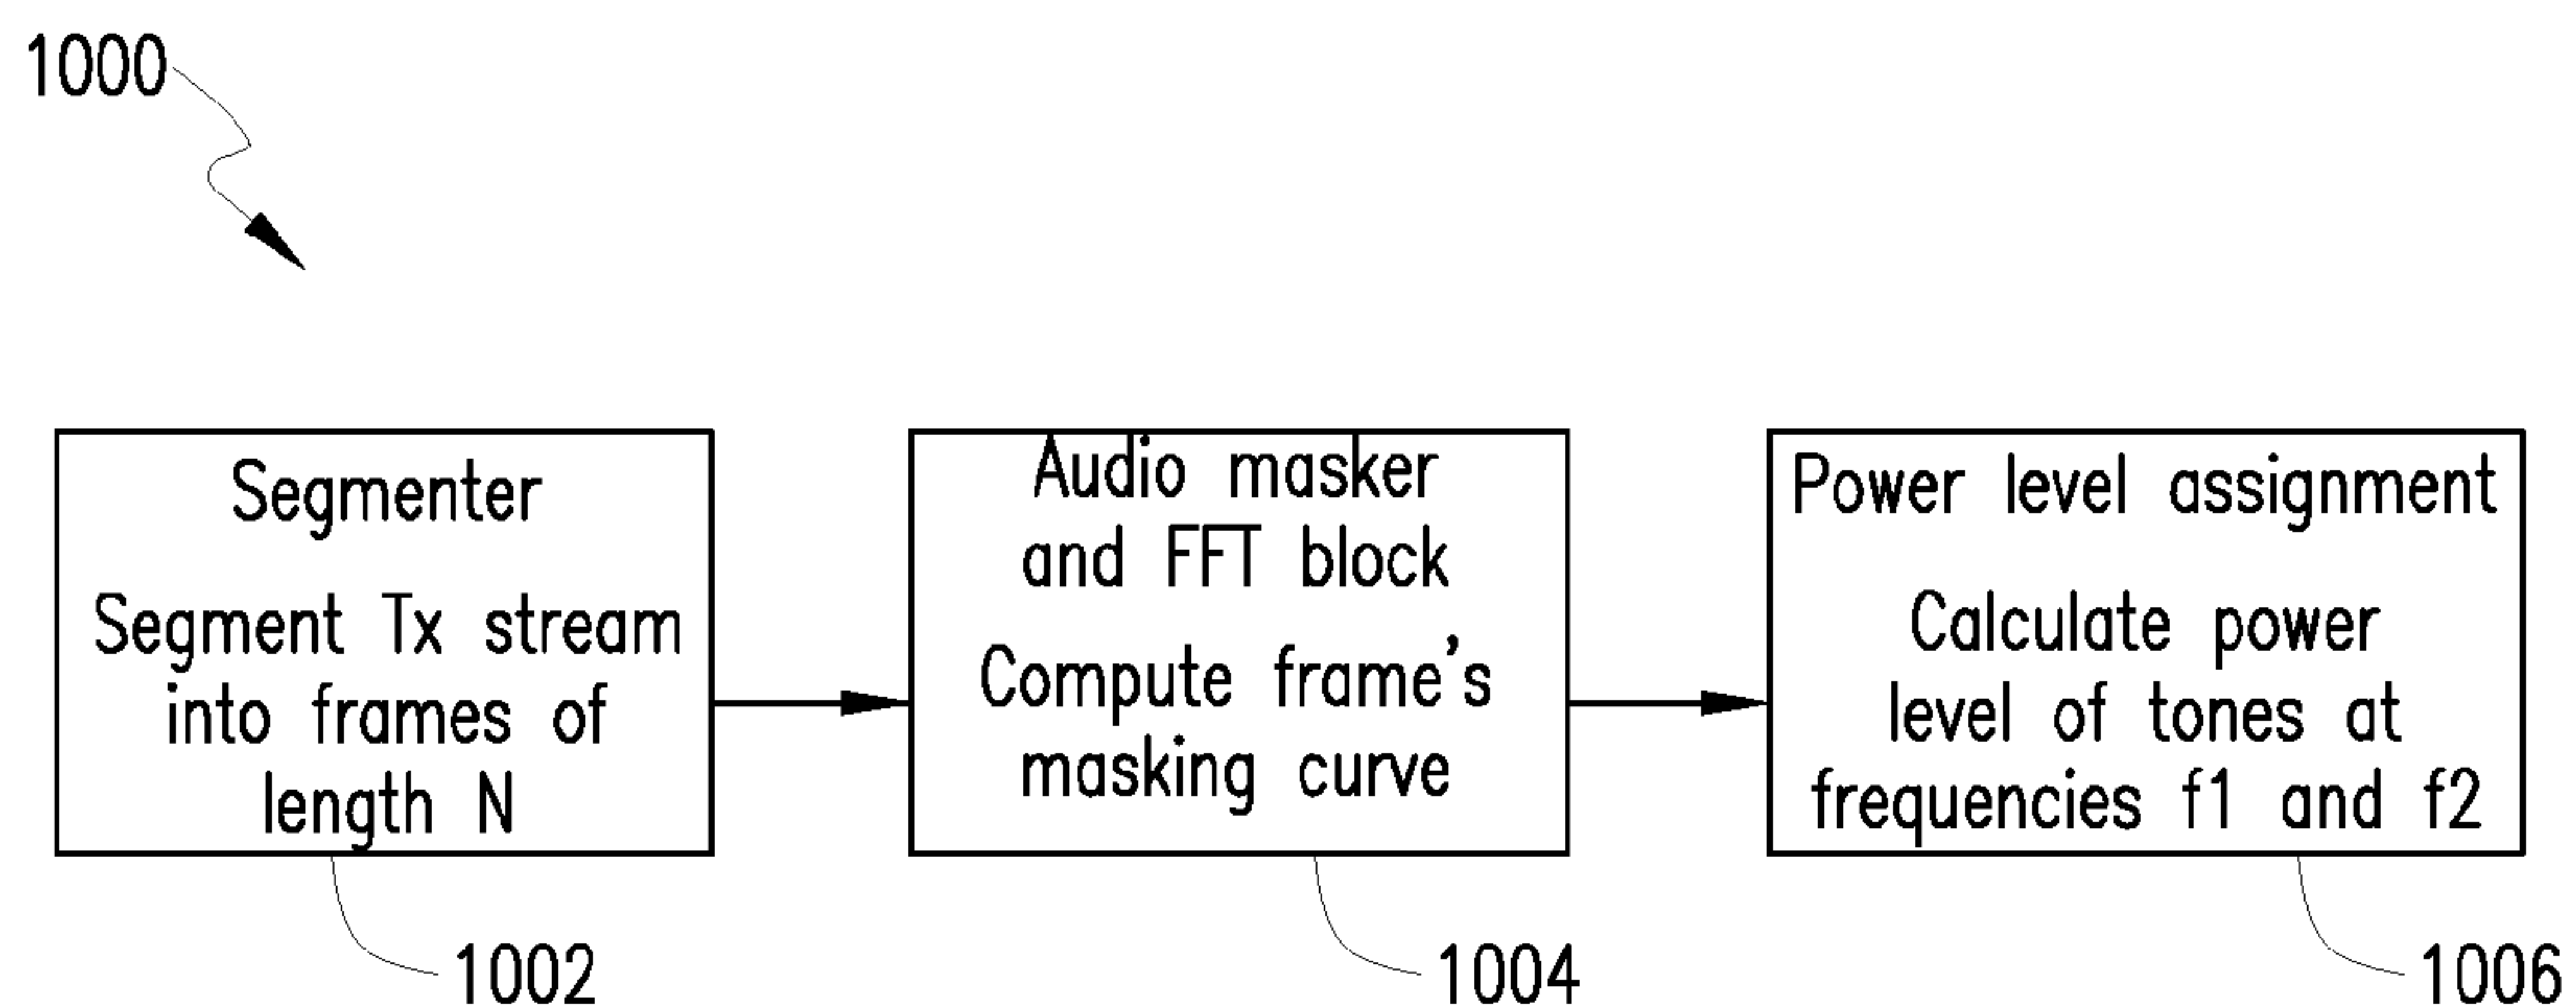 1000
Segmenter
Segment Tx stream
into frames of
length N
1002
Audio masker
and FFT block
Compute frame's
masking curve
1004
Power level assignment
Calculate power
level of tones at
frequencies f1 and f2
1006